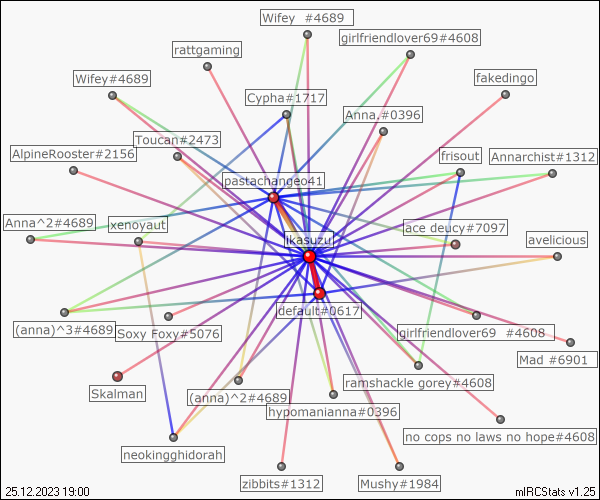 Wifey  #4689
girlfriendlover69#4608
rattgaming
Wifey#4689
fakedingo
Cypha#1717
Anna,#0396
Toucan#2473
AlpineRooster#2156
frisout
Annarchist#1312
pastachangeo41
Anna^2#4689
xenoyaut
ace deucy#7097
ikasuzu
avelicious
default#0617
(anna)^3#4689
Soxy Foxy#5076
girlfriendlover69  #4608
Mad #6901
Skalman
ramshackle gorey#4608
(anna)^2#4689
hypomanianna#0396
no cops no laws no hope#4608
neokingghidorah
zibbits#1312
Mushy#1984
25.12.2023 19:00
mIRCStats v1.25